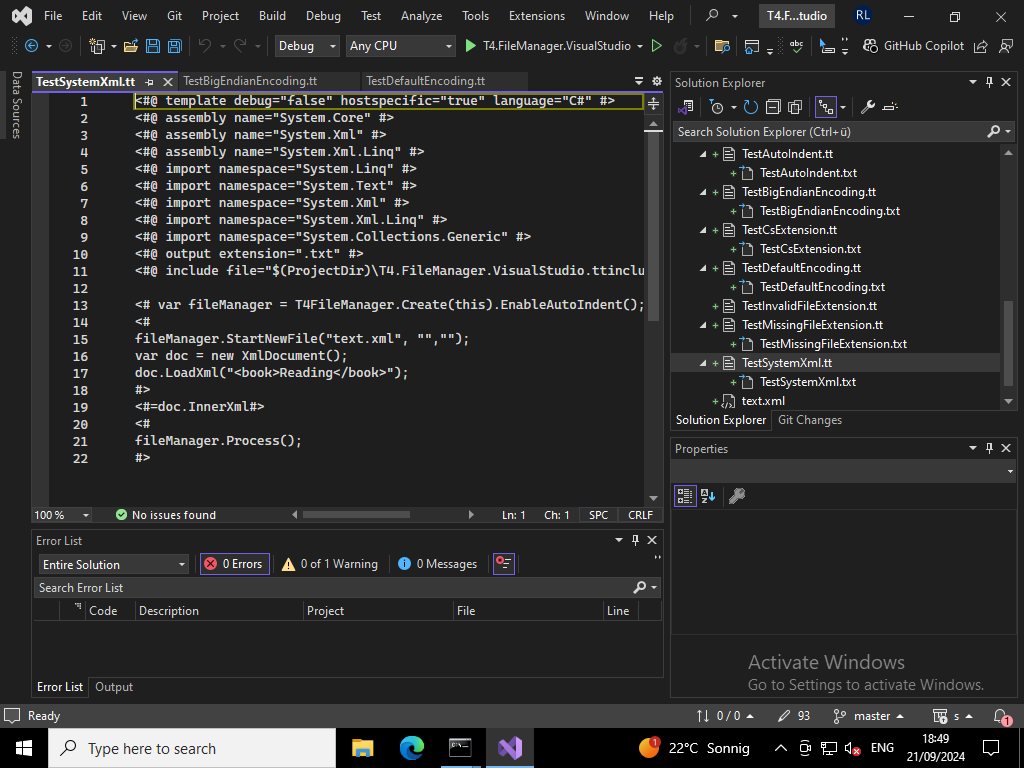 File Edit View Git Project Build Debug Test Analyze Tools Extensions Window Help T4.F...tudio RL
Debug Any CPU T4.FileManager.VisualStudio GitHub Copilot
Data Sources
TestSystemXml.tt TestBigEndianEncoding.tt TestDefaultEncoding.tt
1 <#@ template debug="false" hostspecific="true" language="C#" #>
2 <#@ assembly name="System.Core" #>
3 <#@ assembly name="System.Xml" #>
4 <#@ assembly name="System.Xml.Linq" #>
5 <#@ import namespace="System.Linq" #>
6 <#@ import namespace="System.Text" #>
7 <#@ import namespace="System.Xml" #>
8 <#@ import namespace="System.Xml.Linq" #>
9 <#@ import namespace="System.Collections.Generic" #>
10 <#@ output extension=".txt" #>
11 <#@ include file="$(ProjectDir)\T4.FileManager.VisualStudio.ttinclu
12
13 <# var fileManager = T4FileManager.Create(this).EnableAutoIndent();
14 <#
15 fileManager.StartNewFile("text.xml", "","");
16 var doc = new XmlDocument();
17 doc.LoadXml("<book>Reading</book>");
18 #>
19 <#=doc.InnerXml#>
20 <#
21 fileManager.Process();
22 #>
100 % No issues found Ln: 1 Ch: 1 SPC CRLF
Error List
Entire Solution 0 Errors 0 of 1 Warning 0 Messages
Search Error List
Code Description Project File Line
Error List Output
Solution Explorer
Search Solution Explorer (Ctrl+ü)
TestAutoIndent.tt
TestAutoIndent.txt
TestBigEndianEncoding.tt
TestBigEndianEncoding.txt
TestCsExtension.tt
TestCsExtension.txt
TestDefaultEncoding.tt
TestDefaultEncoding.txt
TestInvalidFileExtension.tt
TestMissingFileExtension.tt
TestMissingFileExtension.txt
TestSystemXml.tt
TestSystemXml.txt
text.xml
Solution Explorer Git Changes
Properties
Activate Windows
Go to Settings to activate Windows.
Ready 0 / 0 93 master s 1
Type here to search 1 22°C Sonnig ENG 18:49
21/09/2024